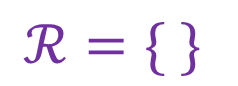 ℛ = { }